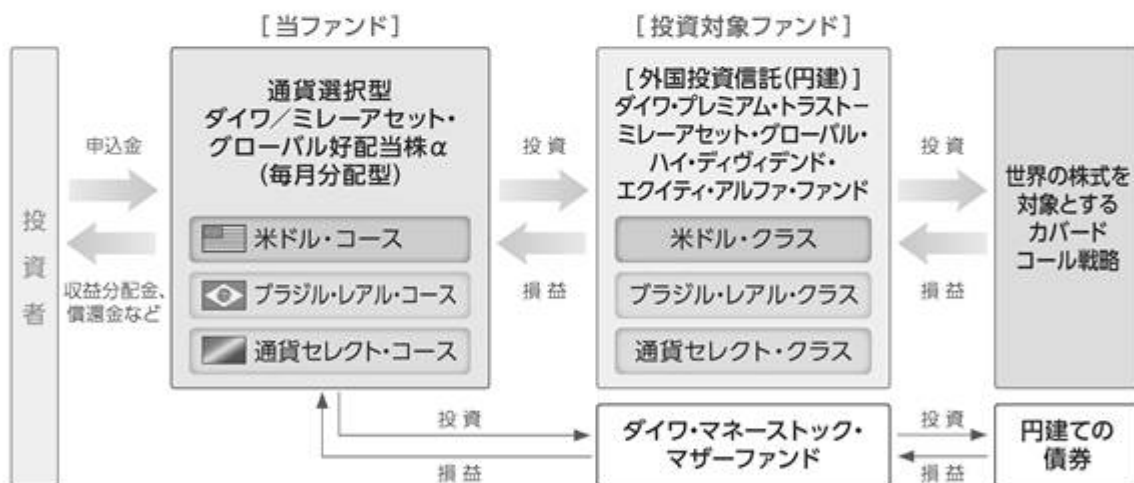 [当ファンド]
[投資対象ファンド]
投資者
申込金
収益分配金、
償還金など
通貨選択型
ダイワ/ミレーアセット・
グローバル好配当株α
(毎月分配型)
米ドル・コース
ブラジル・レアル・コース
通貨セレクト・コース
投資
損益
[外国投資信託(円建)]
ダイワ・プレミアム・トラスト−
ミレーアセット・グローバル・
ハイ・ディヴィデンド・
エクイティ・アルファ・ファンド
米ドル・クラス
ブラジル・レアル・クラス
通貨セレクト・クラス
投資
損益
世界の株式を
対象とする
カバード
コール戦略
投資
損益
ダイワ・マネーストック・
マザーファンド
投資
損益
円建ての
債券